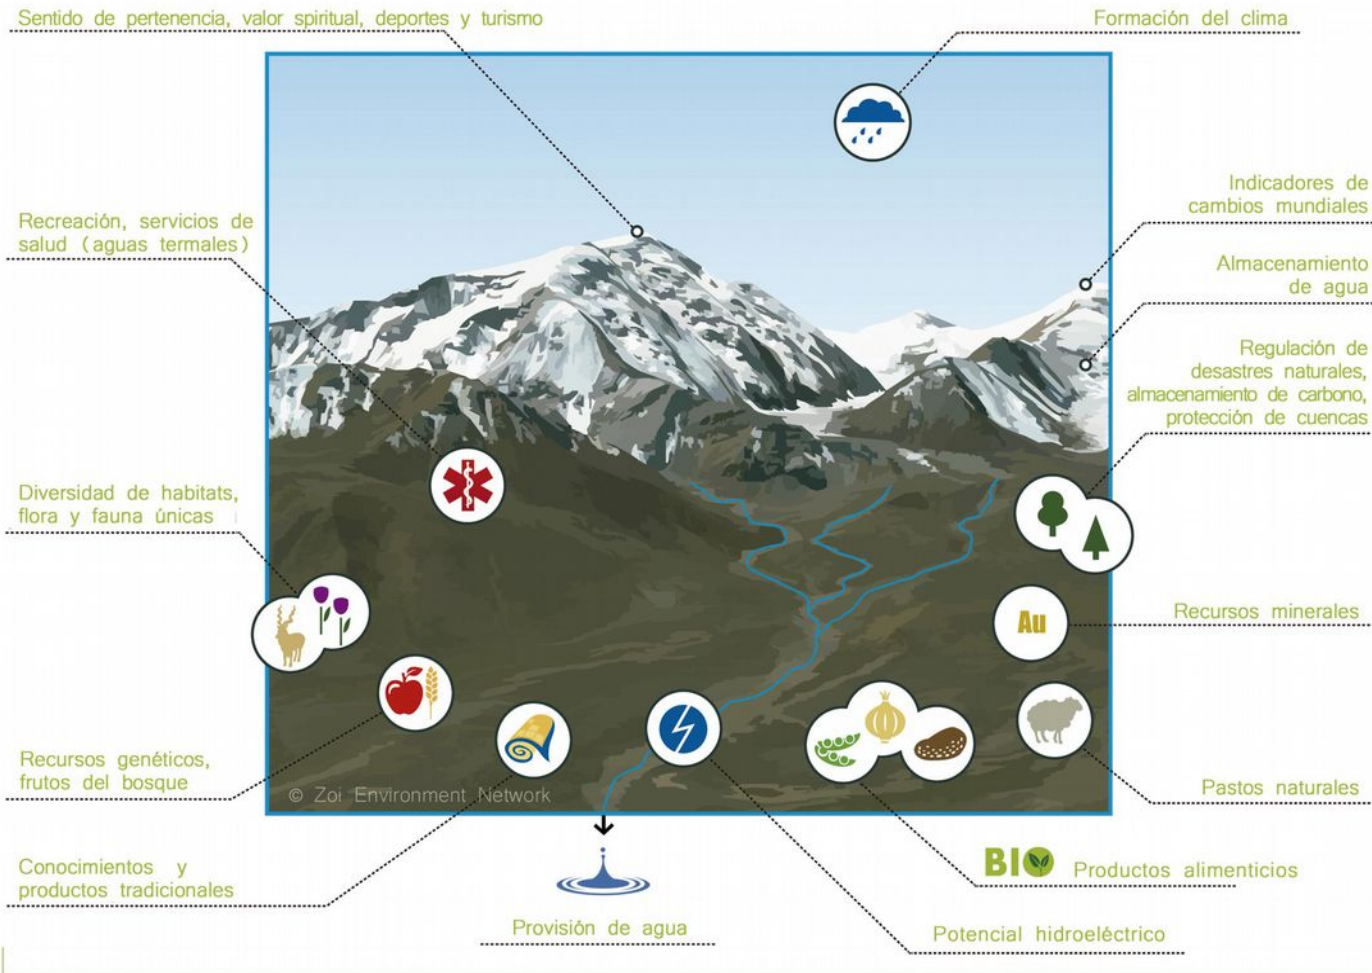 Sentido de pertenencia, valor spiritual, deportes y turismo
Formación del clima
Indicadores de
cambios mundiales
Recreación, servicios de
salud (aguas termales)
Almacenamiento
de agua
Regulación de
desastres naturales,
almacenamiento de carbono,
protección de cuencas
Diversidad de habitats,
flora y fauna únicas
Au
Recursos minerales
Recursos genéticos,
frutos del bosque
Pastos naturales
© Zoi Environment Network
Conocimientos y
productos tradicionales
BIO Productos alimenticios
Provisión de agua
Potencial hidroeléctrico